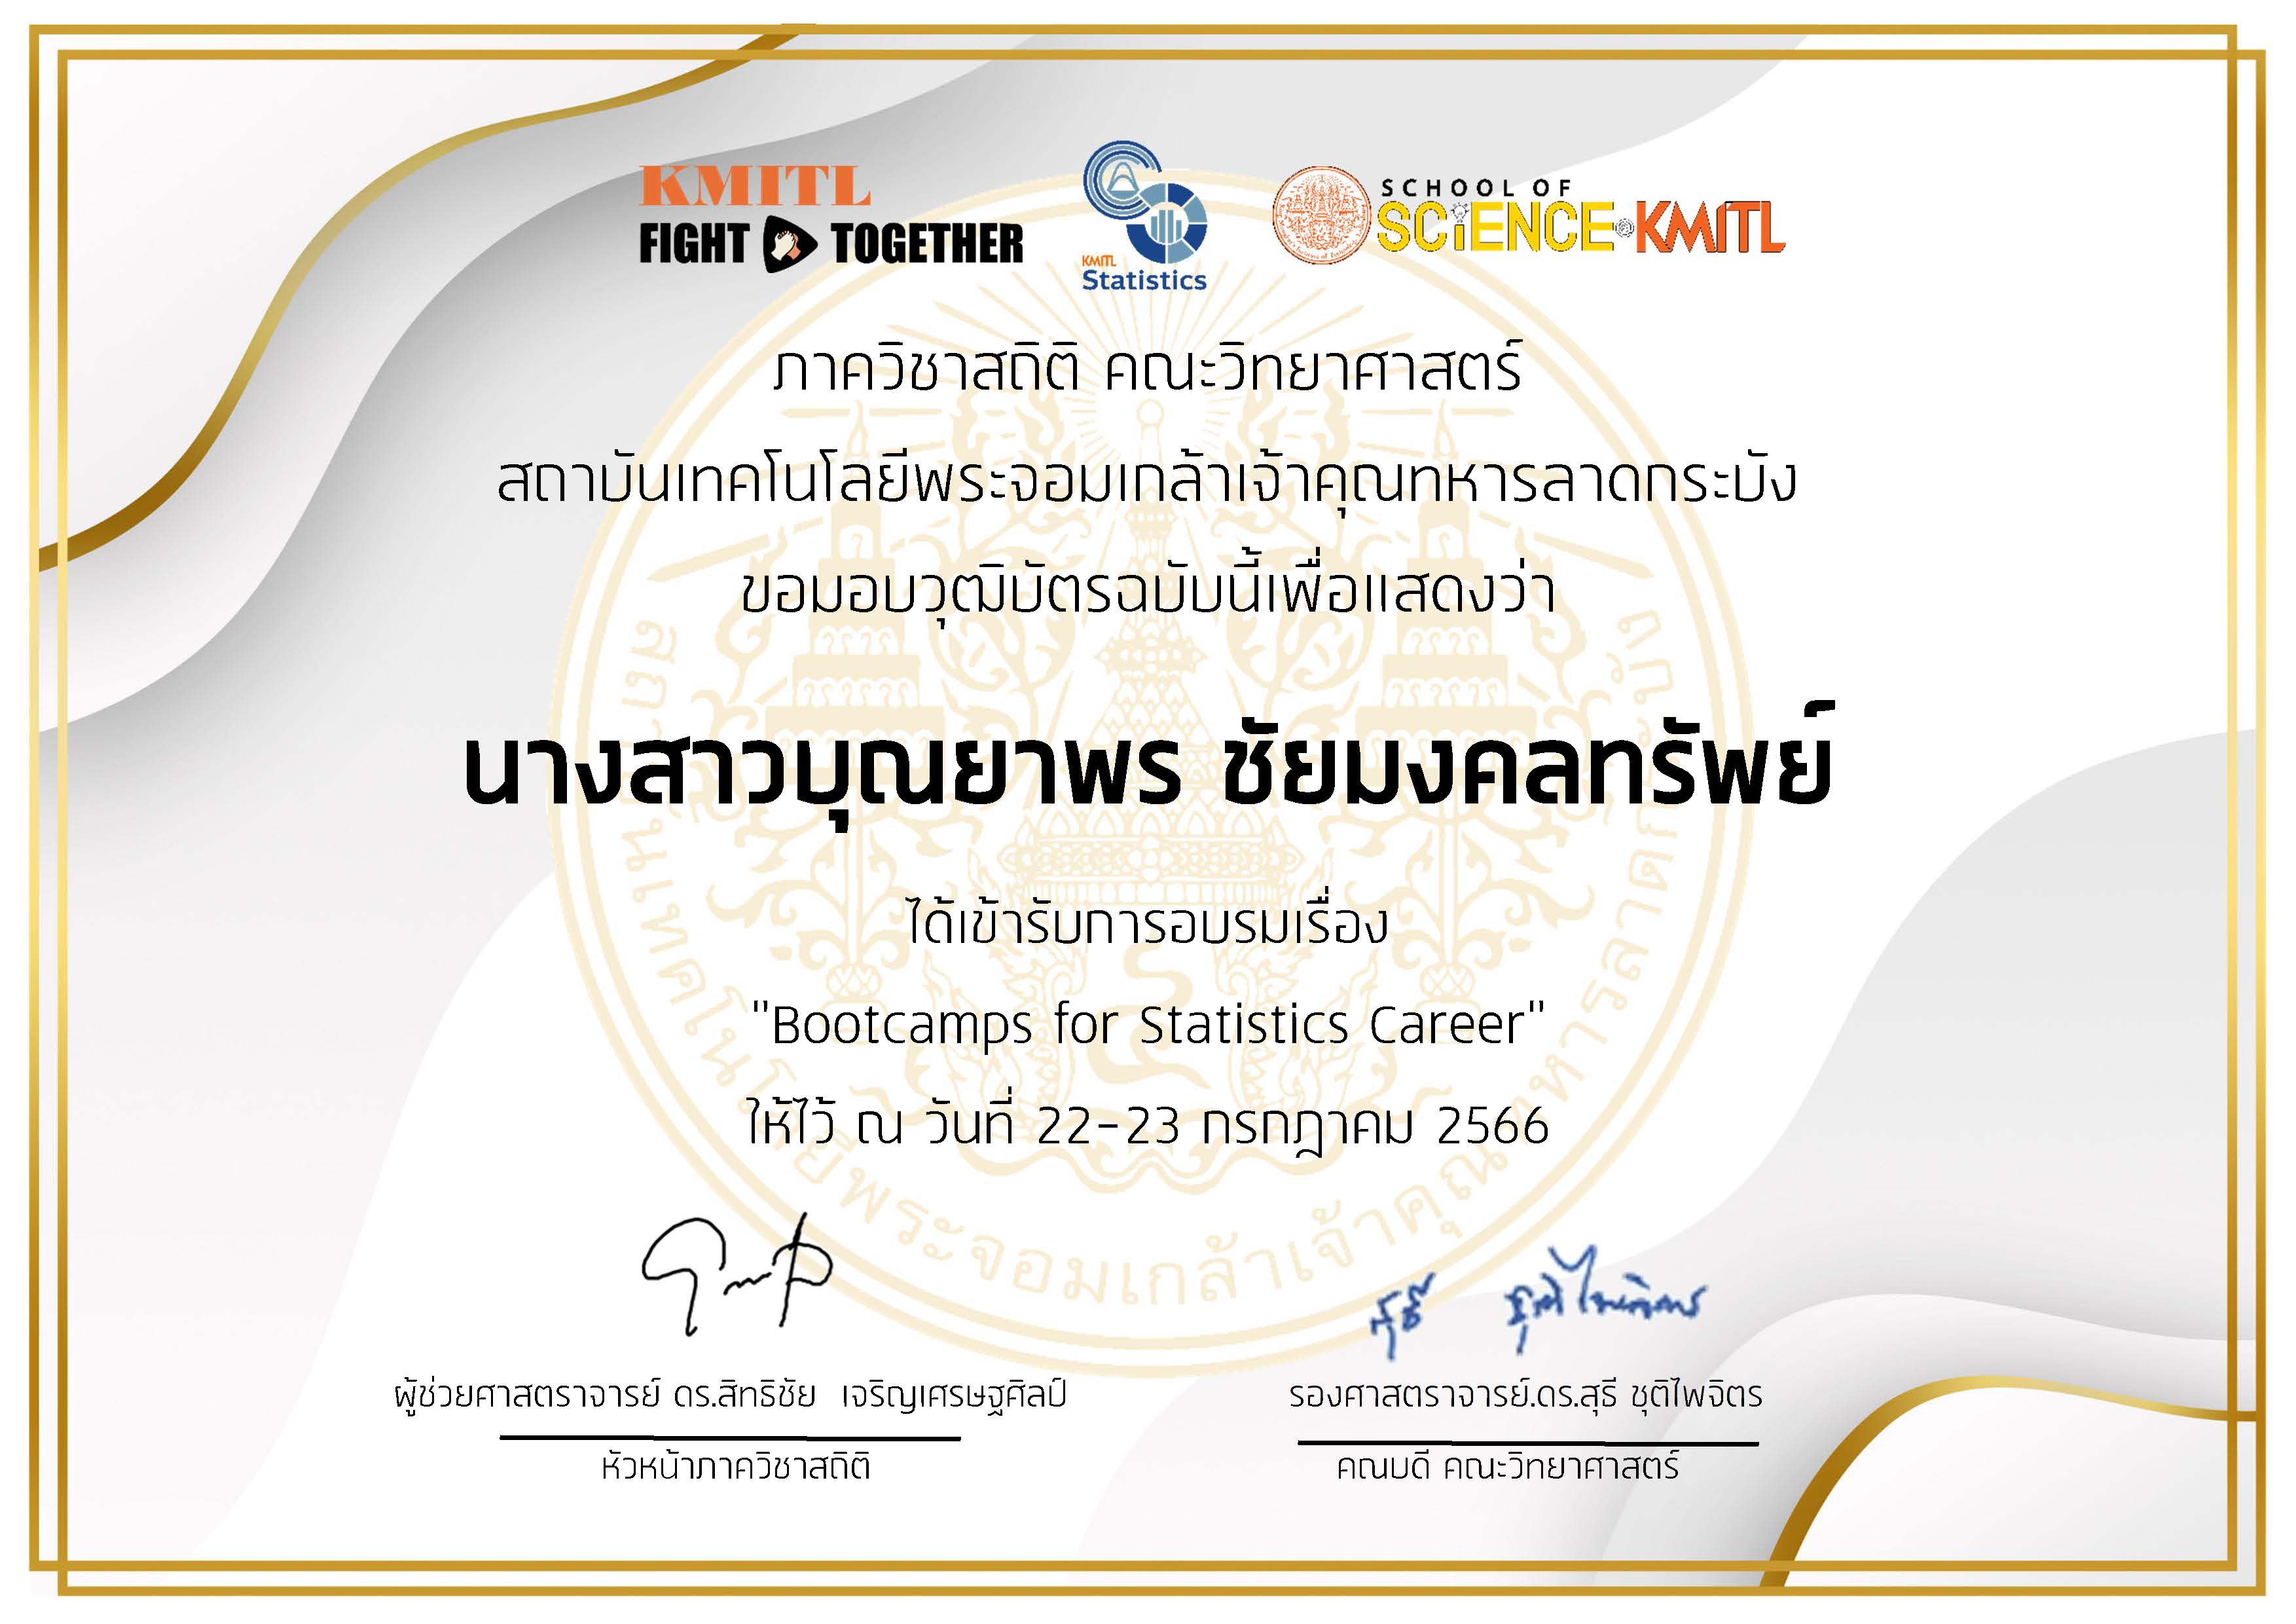 KMITL
FIGHT TOGETHER
KMITL
Statistics
SCHOOL OF
SCiENCE KMITL
ภาควิชาสถิติ คณะวิทยาศาสตร์
สถาบันเทคโนโลยีพระจอมเกล้าเจ้าคุณทหารลาดกระบัง
ขอมอบวุฒิบัตรฉบับนี้เพื่อแสดงว่า
นางสาวบุณยาพร ชัยมงคลทรัพย์
ได้เข้ารับการอบรมเรื่อง
"Bootcamps for Statistics Career"
ให้ไว้ ณ วันที่ 22-23 กรกฎาคม 2566
สุธี ชุติไพจิตร
ผู้ช่วยศาสตราจารย์ ดร.สิทธิชัย เจริญเศรษฐศิลป์
รองศาสตราจารย์.ดร.สุธี ชุติไพจิตร
หัวหน้าภาควิชาสถิติ
คณบดี คณะวิทยาศาสตร์
สถาบันเทคโนโลยีพระจอมเกล้าเจ้าคุณทหารลาดกระบัง